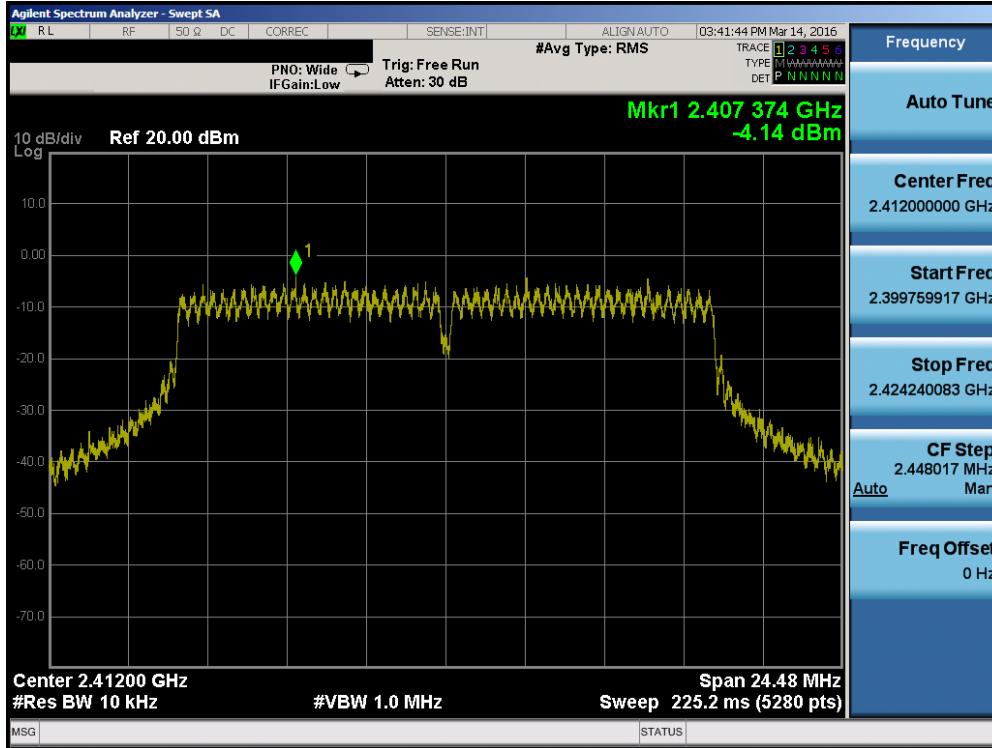 Agilent Spectrum Analyzer - Swept SA
LXI RL RF 50 Ω DC CORREC SENSE:INT ALIGN AUTO 03:41:44 PM Mar 14, 2016
#Avg Type: RMS TRACE 1 2 3 4 5 6
PNO: Wide Trig: Free Run TYPE M
IFGain:Low Atten: 30 dB DET P N N N N N
Mkr1 2.407 374 GHz
-4.14 dBm
10 dB/div Ref 20.00 dBm
Log
10.0
1
0.00
-10.0
-20.0
-30.0
-40.0
-50.0
-60.0
-70.0
Center 2.41200 GHz Span 24.48 MHz
#Res BW 10 kHz #VBW 1.0 MHz Sweep 225.2 ms (5280 pts)
MSG STATUS
Frequency
Auto Tune
Center Freq
2.412000000 GHz
Start Freq
2.399759917 GHz
Stop Freq
2.424240083 GHz
CF Step
2.448017 MHz
Auto Man
Freq Offset
0 Hz